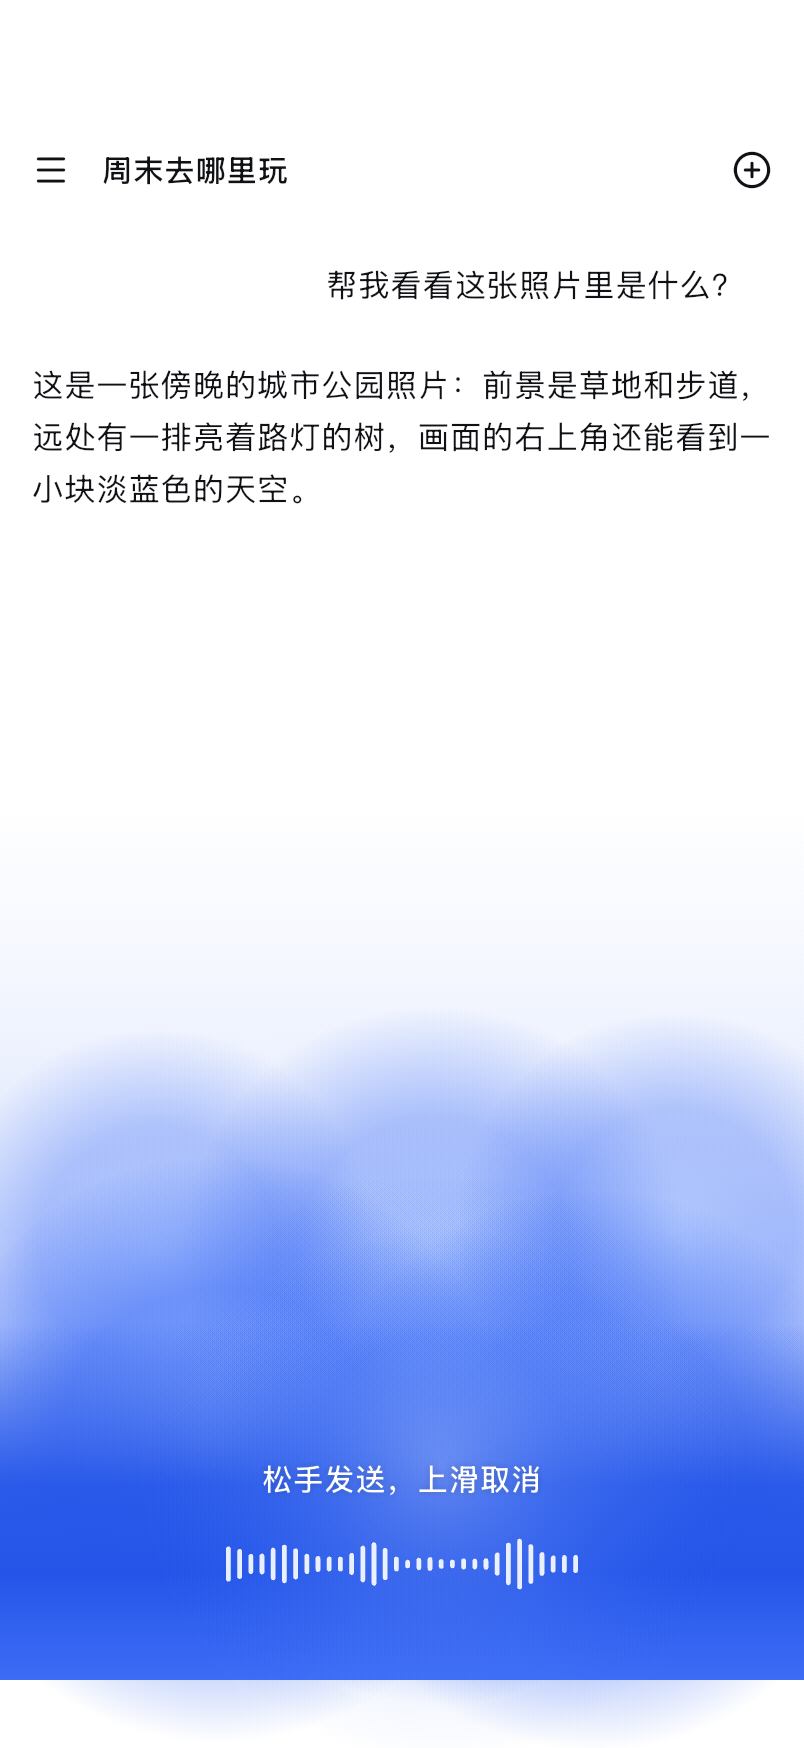 周末去哪里玩
帮我看看这张照片里是什么？
这是一张傍晚的城市公园照片：前景是草地和步道，
远处有一排亮着路灯的树，画面的右上角还能看到一
小块淡蓝色的天空。
松手发送，上滑取消